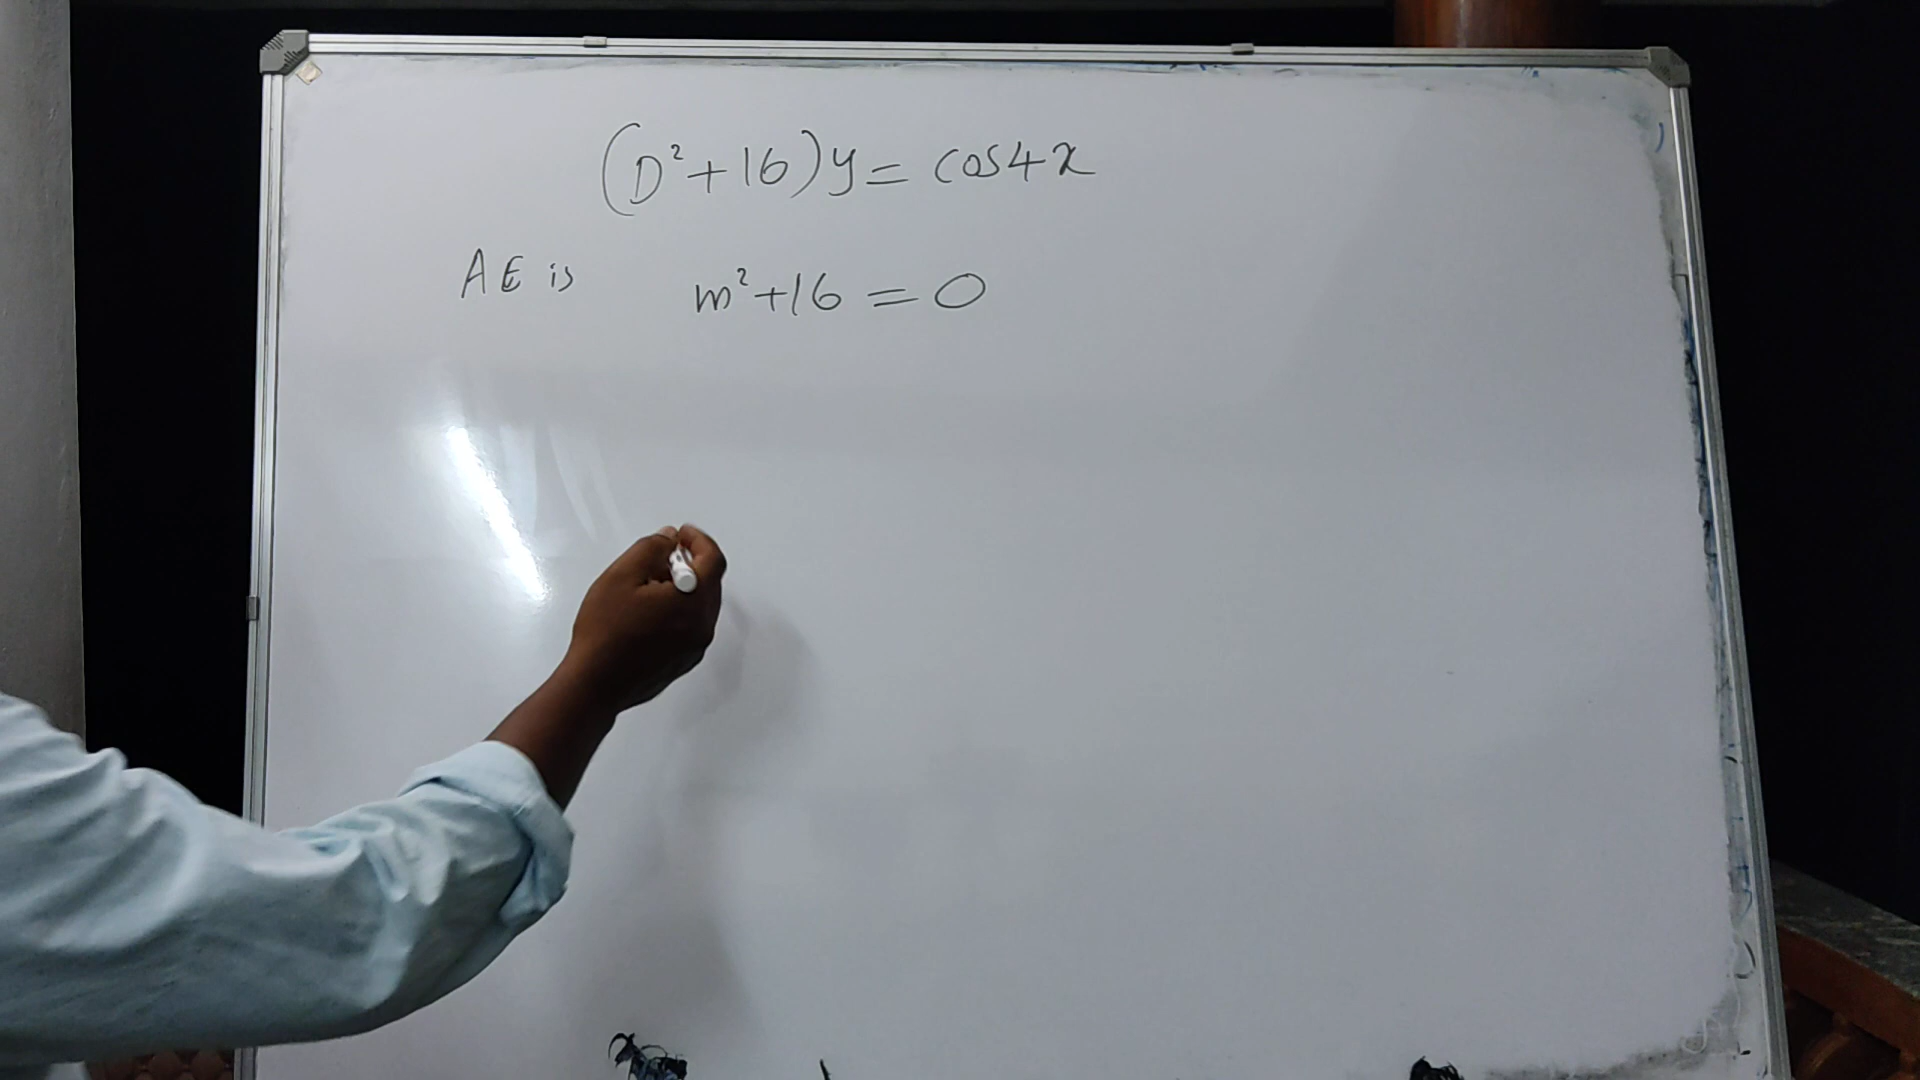 (D²+16)y = cos4x
AE is m²+16 = 0